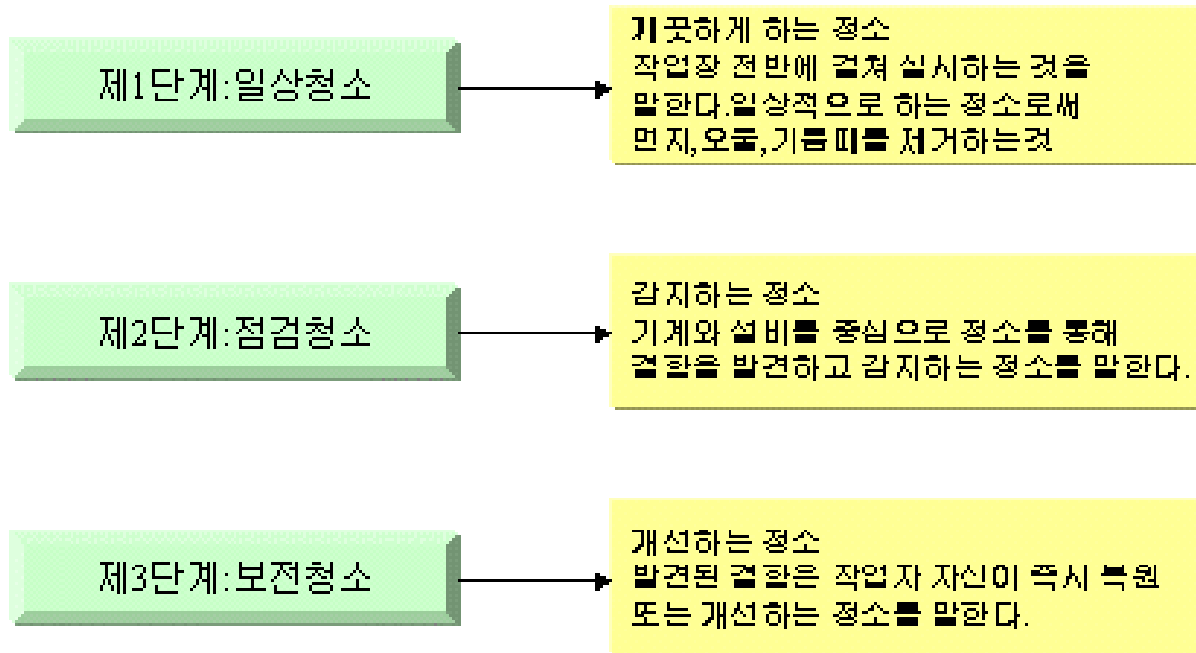 제1단계:일상청소
깨끗하게 하는 청소
작업장 전반에 걸쳐 실시하는 것을
말한다.일상적으로 하는 청소로써
먼지,오물,기름때를 제거하는것
제2단계:점검청소
감지하는 청소
기계와 설비를 중심으로 청소를 통해
결함을 발견하고 감지하는 청소를 말한다.
제3단계:보전청소
개선하는 청소
발견된 결함은 작업자 자신이 즉시 복원
또는 개선하는 청소를 말한다.